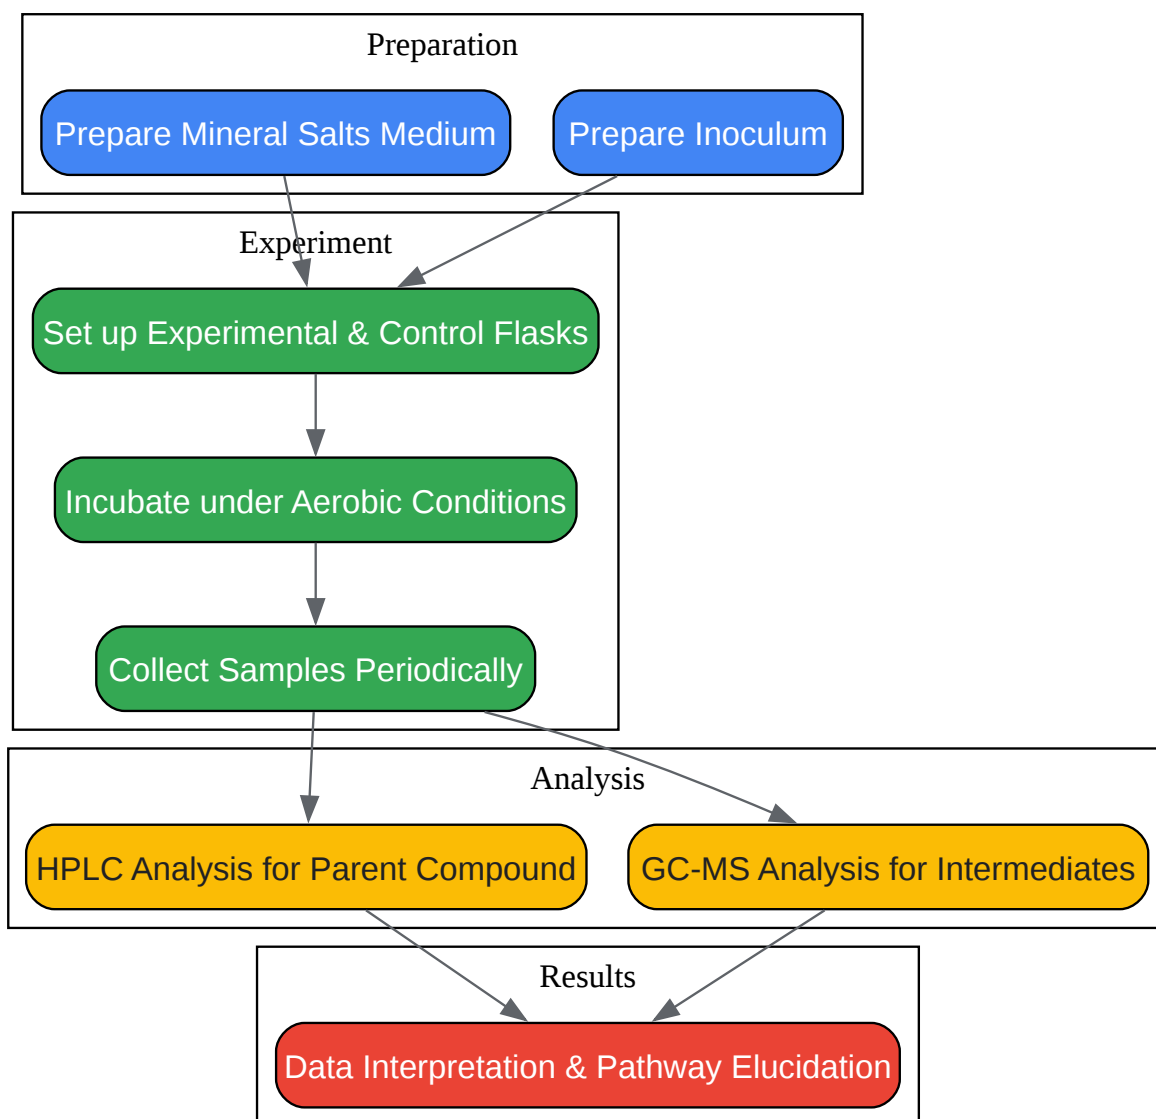 Preparation
Prepare Mineral Salts Medium
Prepare Inoculum
Experiment
Set up Experimental & Control Flasks
Incubate under Aerobic Conditions
Collect Samples Periodically
Analysis
HPLC Analysis for Parent Compound
GC-MS Analysis for Intermediates
Results
Data Interpretation & Pathway Elucidation